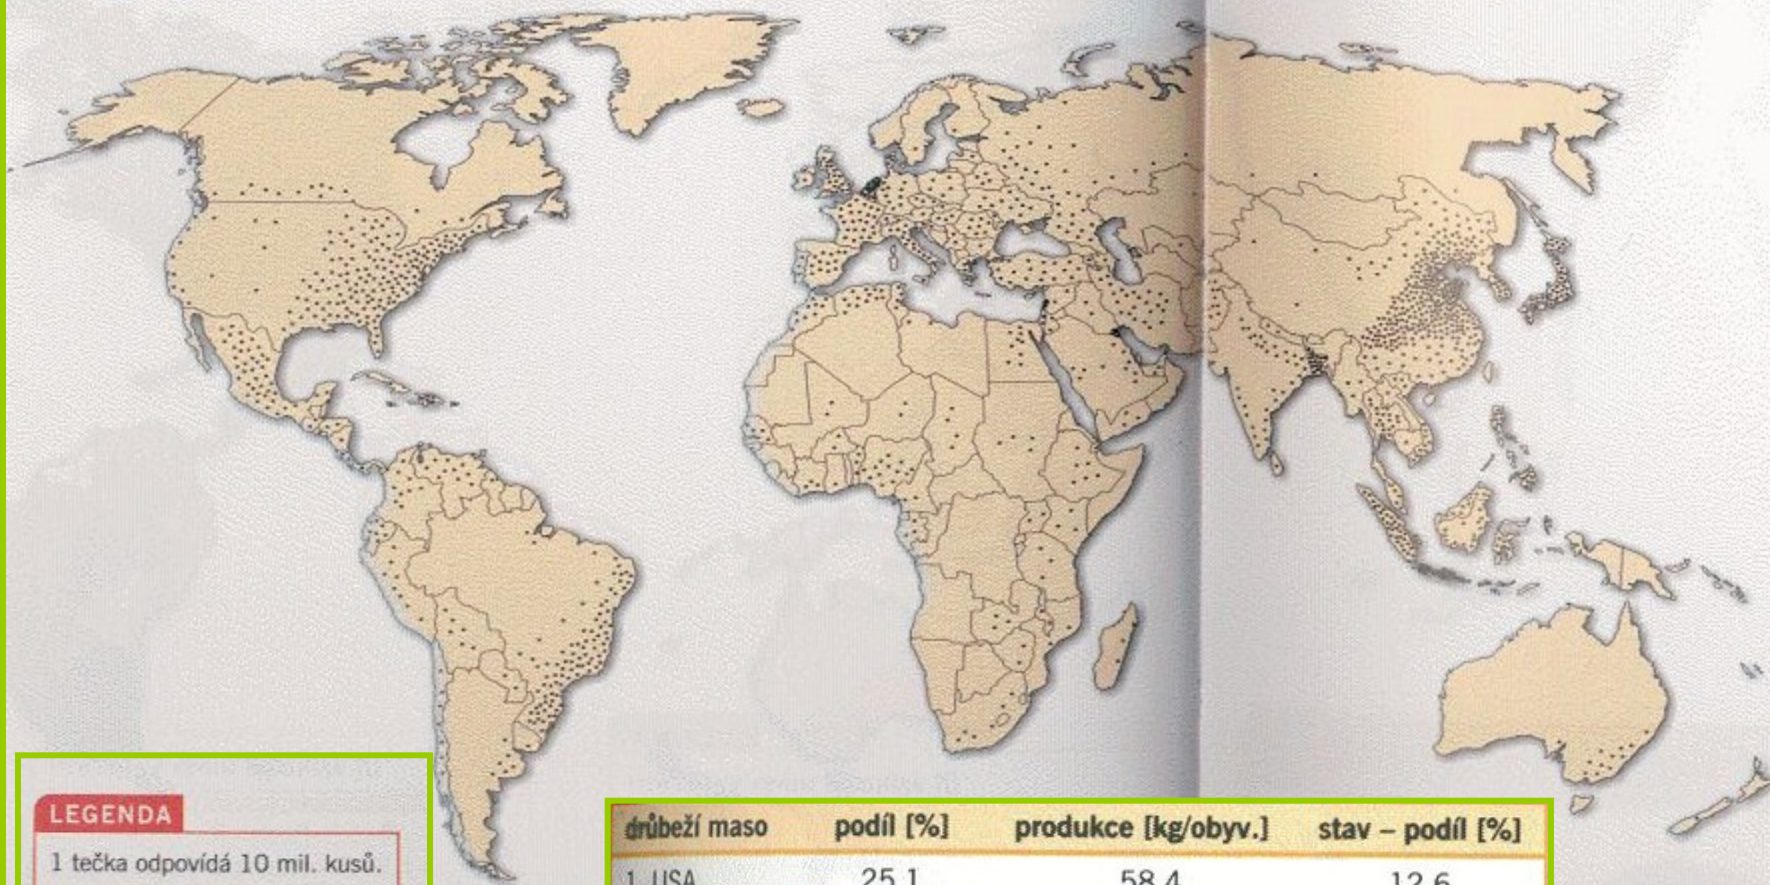 LEGENDA
1 tečka odpovídá 10 mil. kusů.
drůbeží maso podíl [%] produkce [kg/obyv.] stav – podíl [%]
1. USA 25,1 58,4 12,6